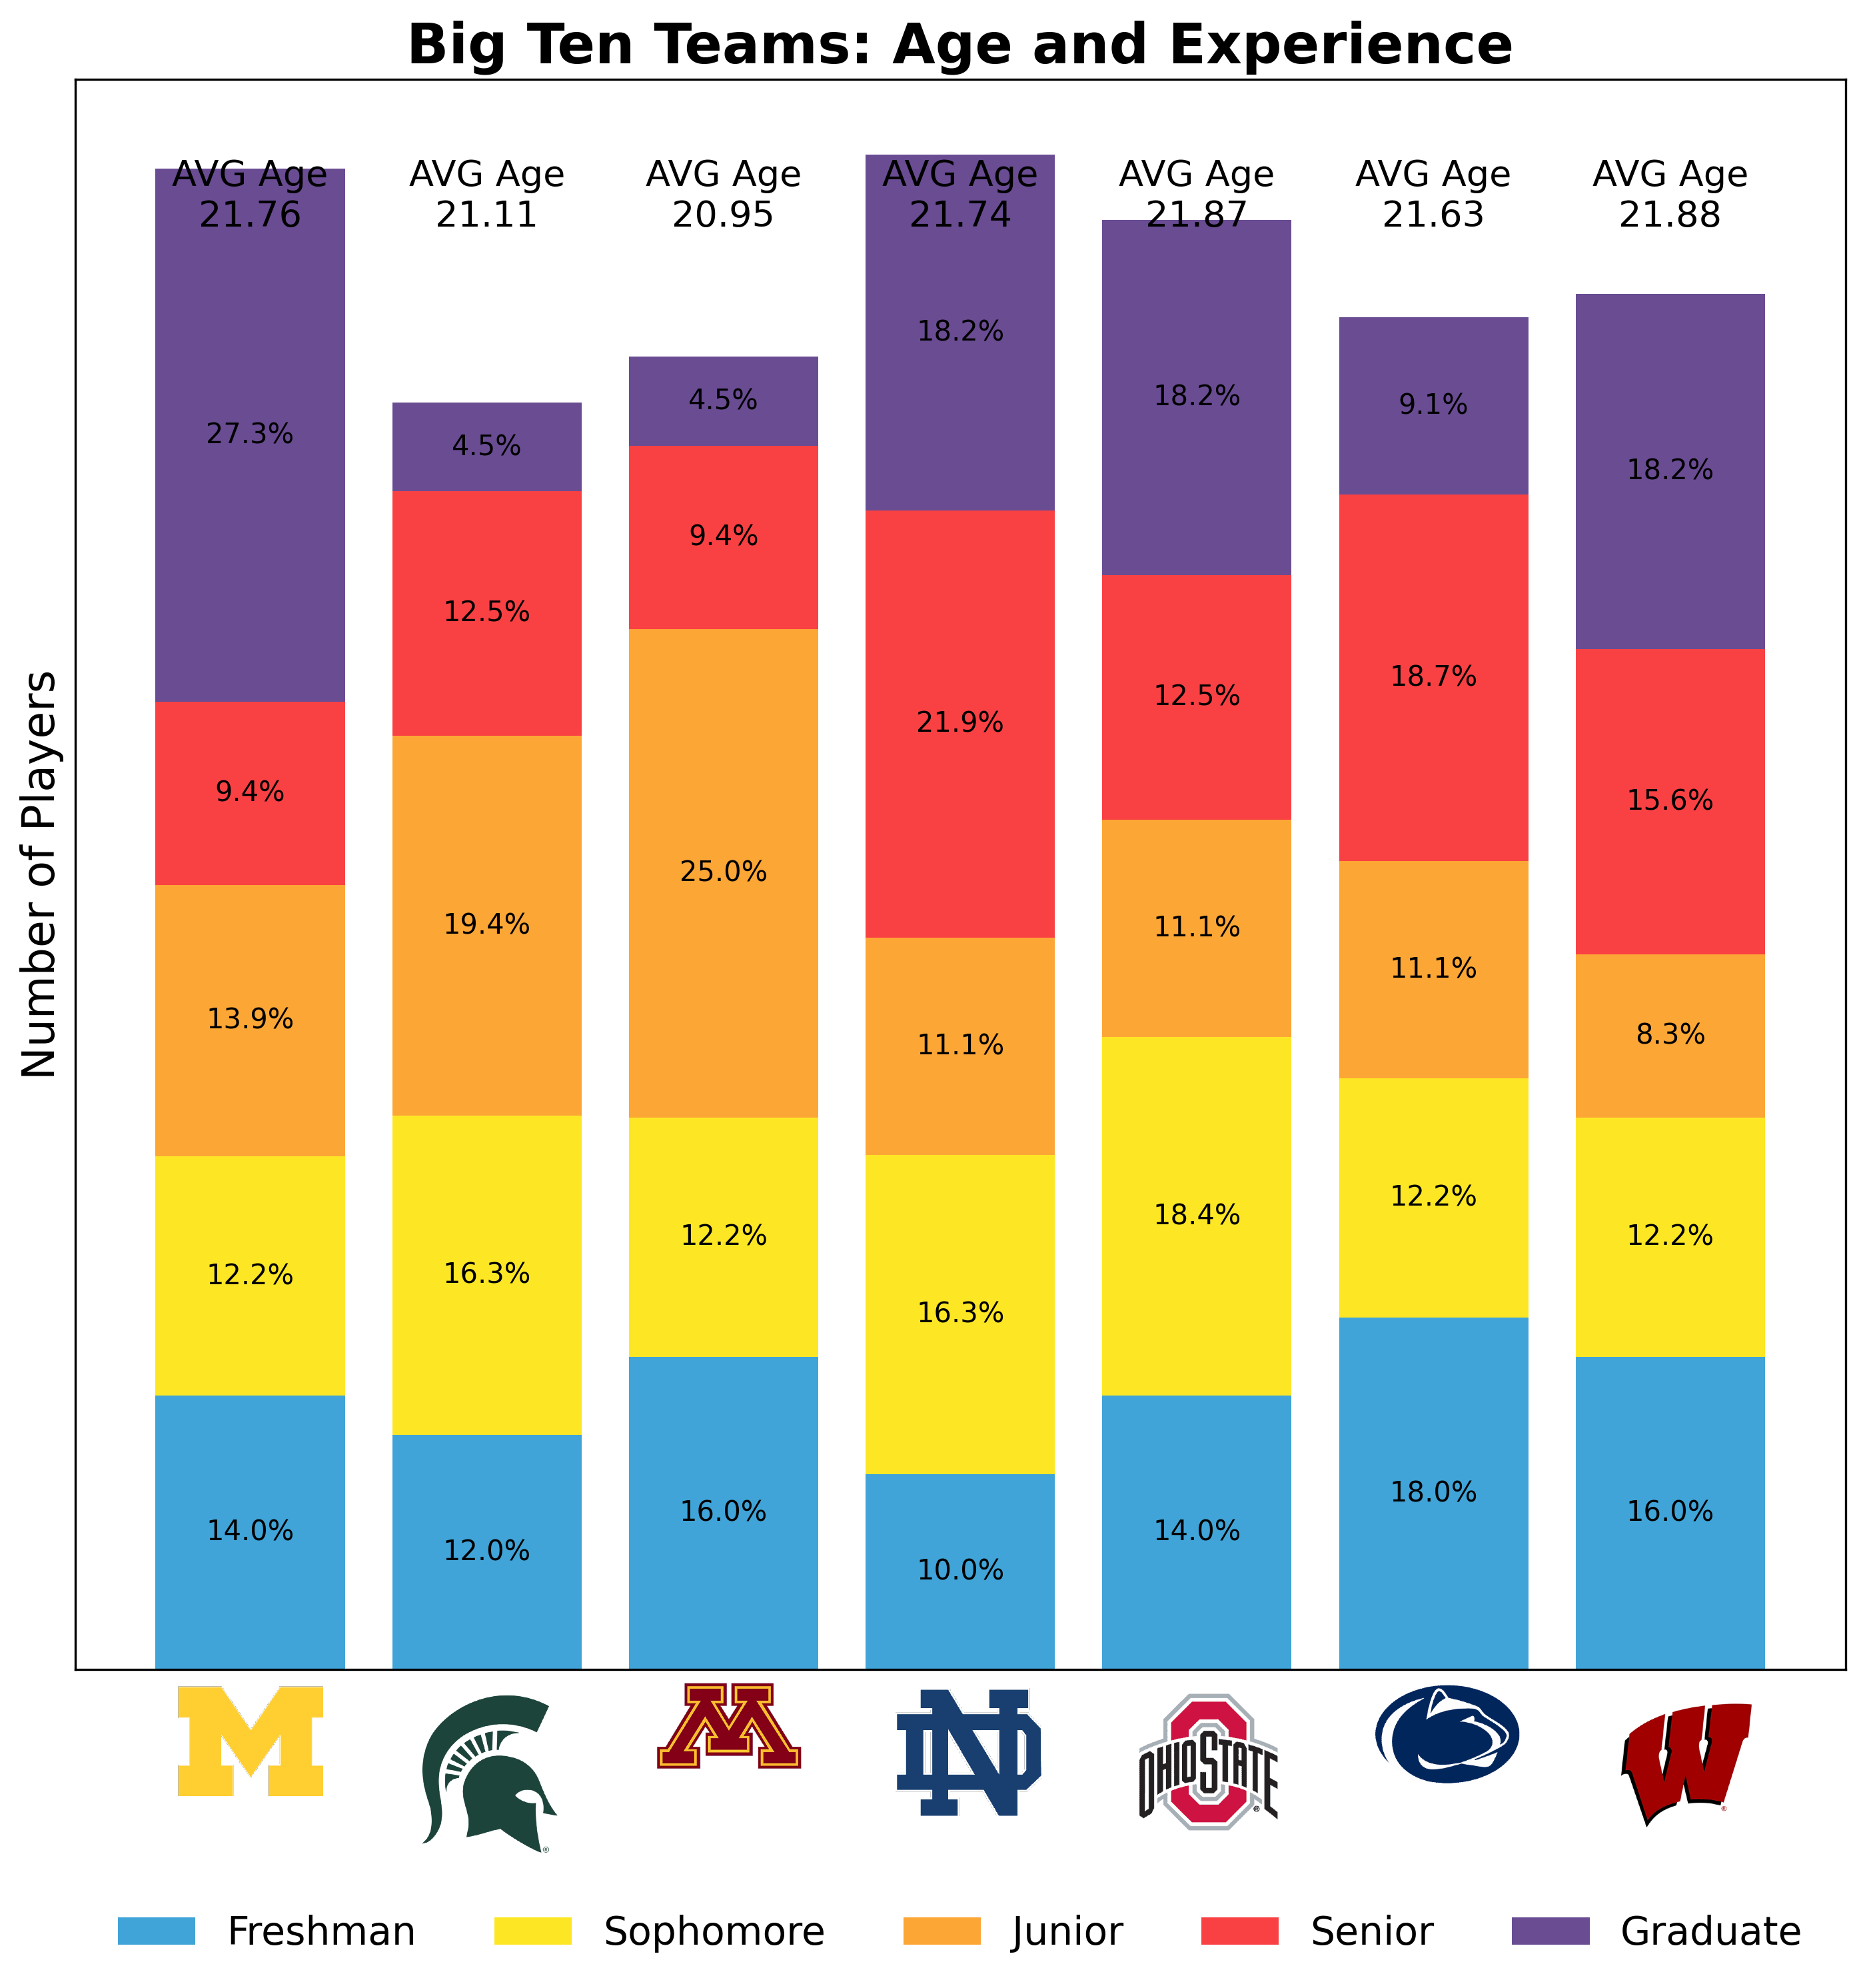 Big Ten Teams: Age and Experience
AVG Age
21.76
AVG Age
21.11
AVG Age
20.95
AVG Age
21.74
AVG Age
21.87
AVG Age
21.63
AVG Age
21.88
Number of Players
27.3%
9.4%
13.9%
12.2%
14.0%
4.5%
12.5%
19.4%
16.3%
12.0%
4.5%
9.4%
25.0%
12.2%
16.0%
18.2%
21.9%
11.1%
16.3%
10.0%
18.2%
12.5%
11.1%
18.4%
14.0%
9.1%
18.7%
11.1%
12.2%
18.0%
18.2%
15.6%
8.3%
12.2%
16.0%
M
®
M
ND
OHIO STATE
®
W
®
Freshman
Sophomore
Junior
Senior
Graduate